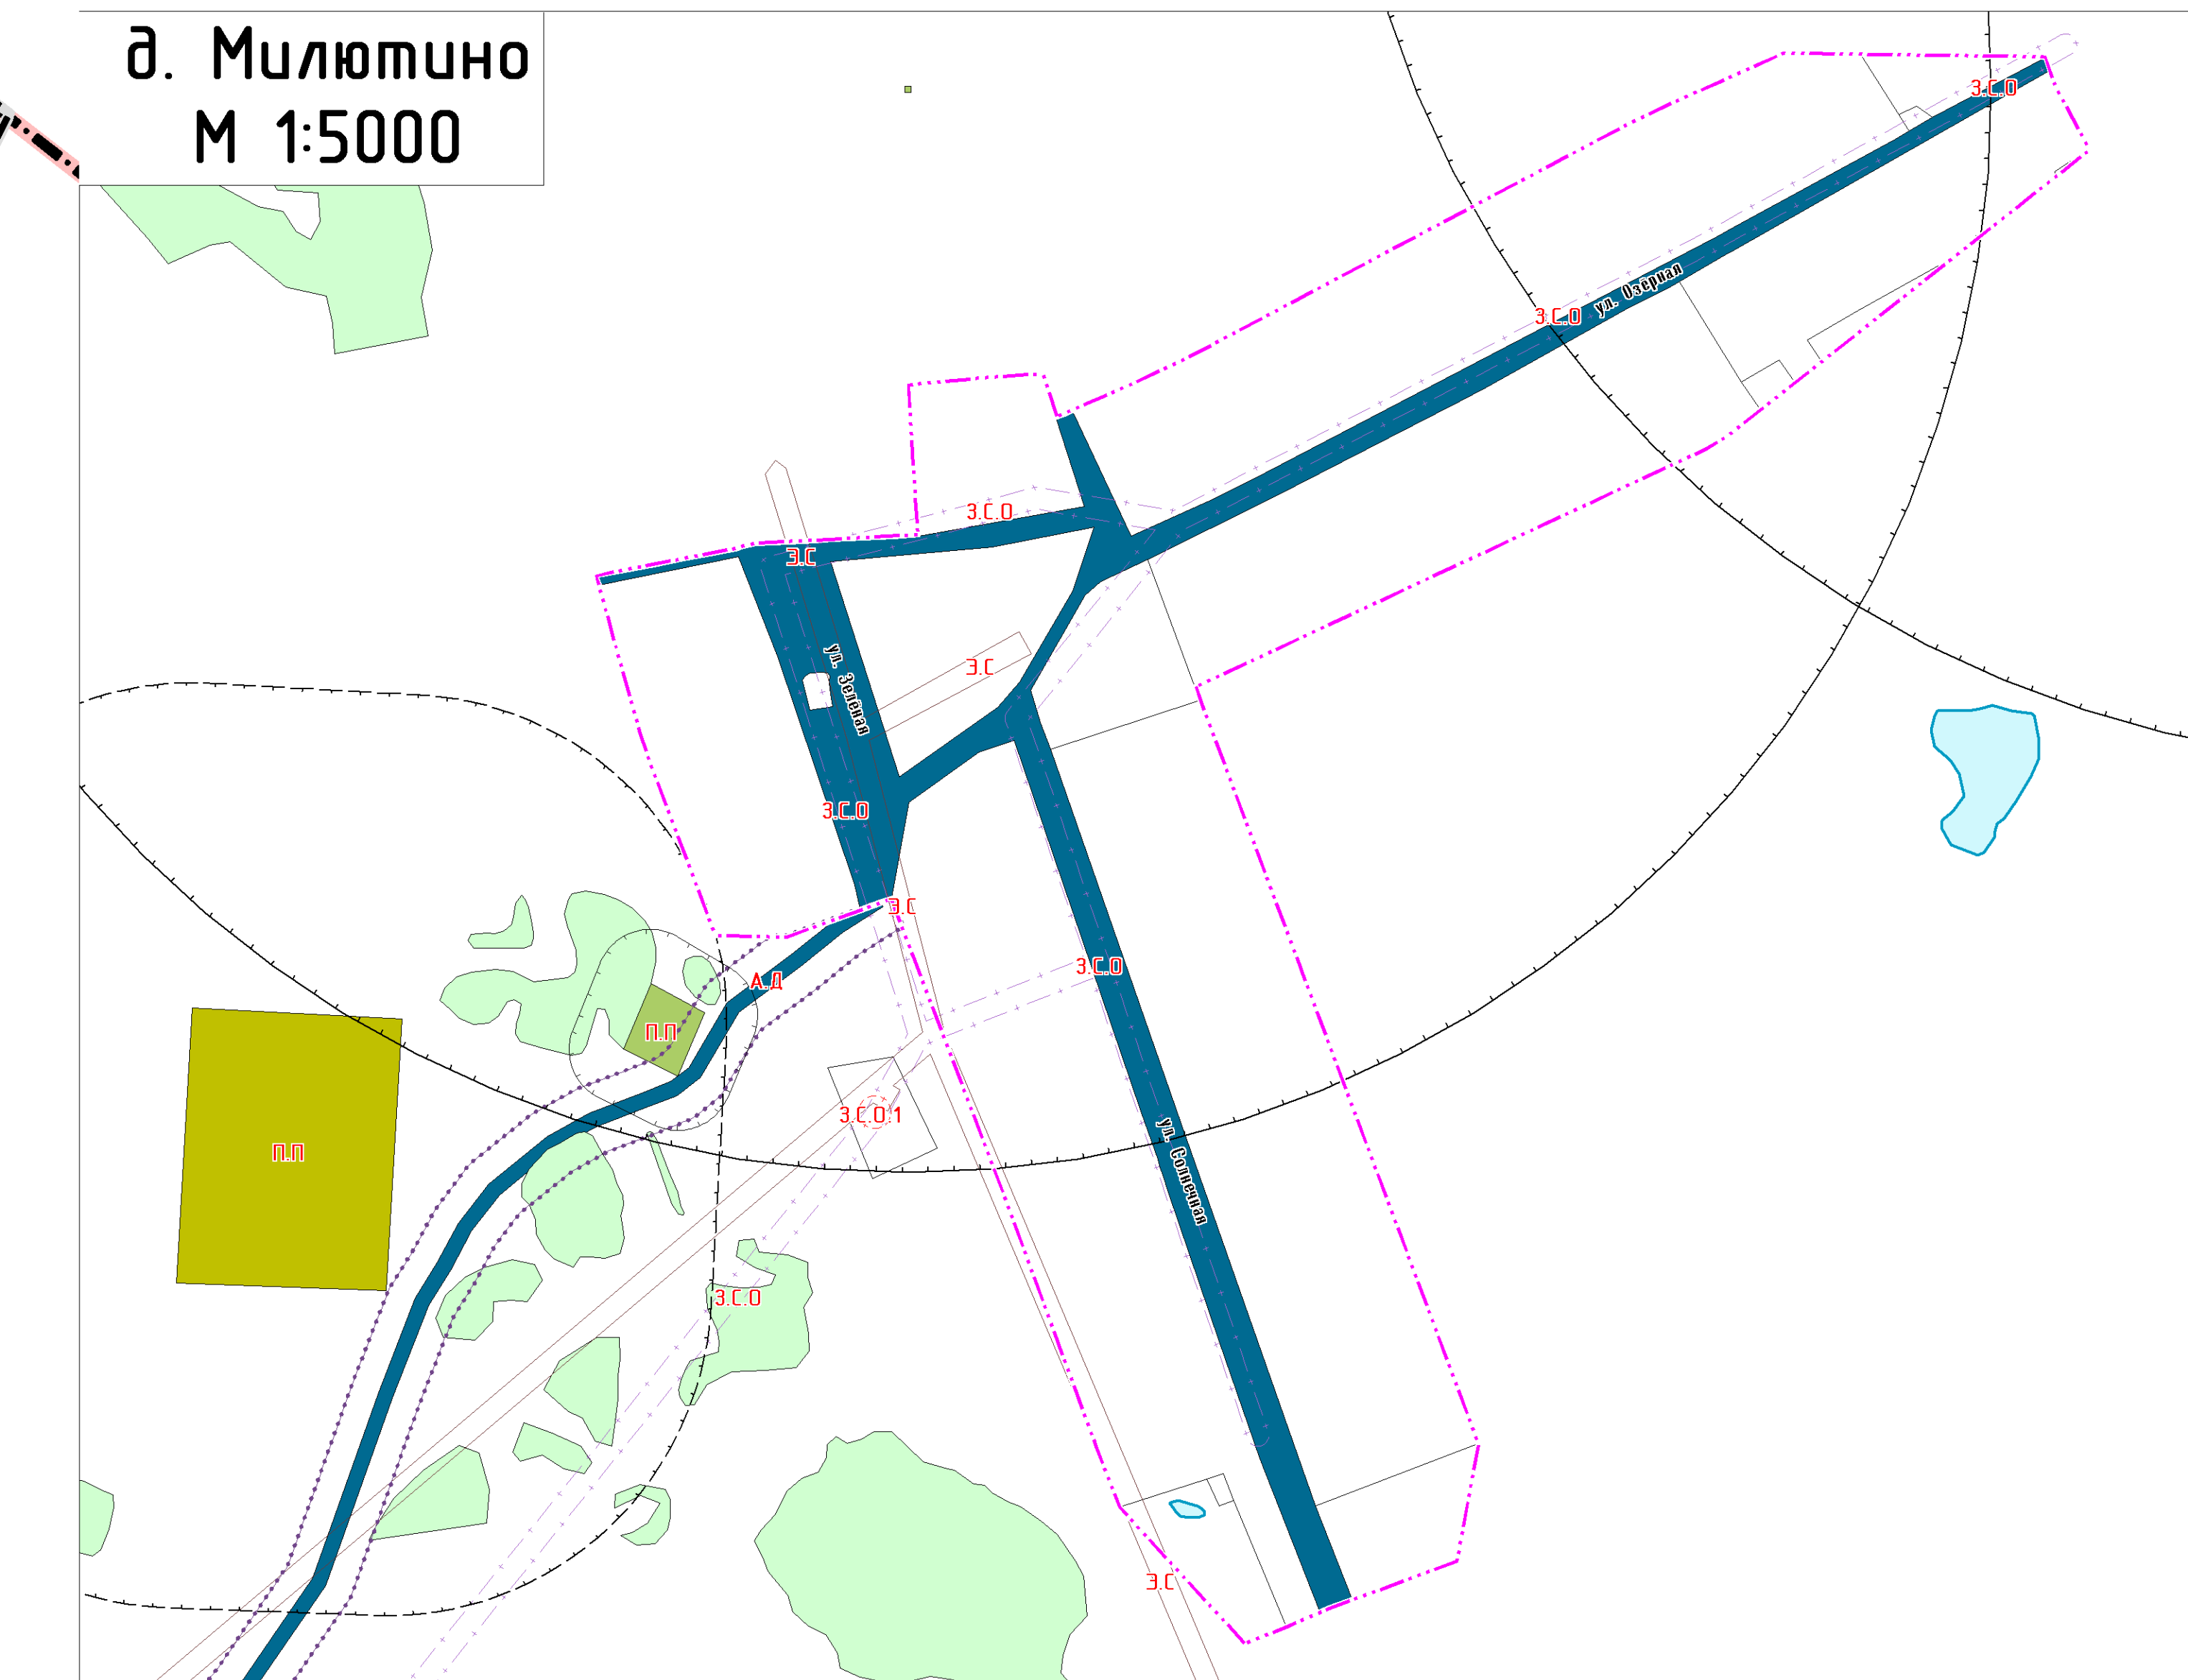 д. Милютино
М 1:5000
З.С.О
ул. Озерная
З.С.О
З.С.О
З.С
ул. Зеленая
З.С
З.С.О
З.С
З.С.О
А.Д
П.П
З.С.О.1
П.П
ул. Солнечная
З.С.О
З.С